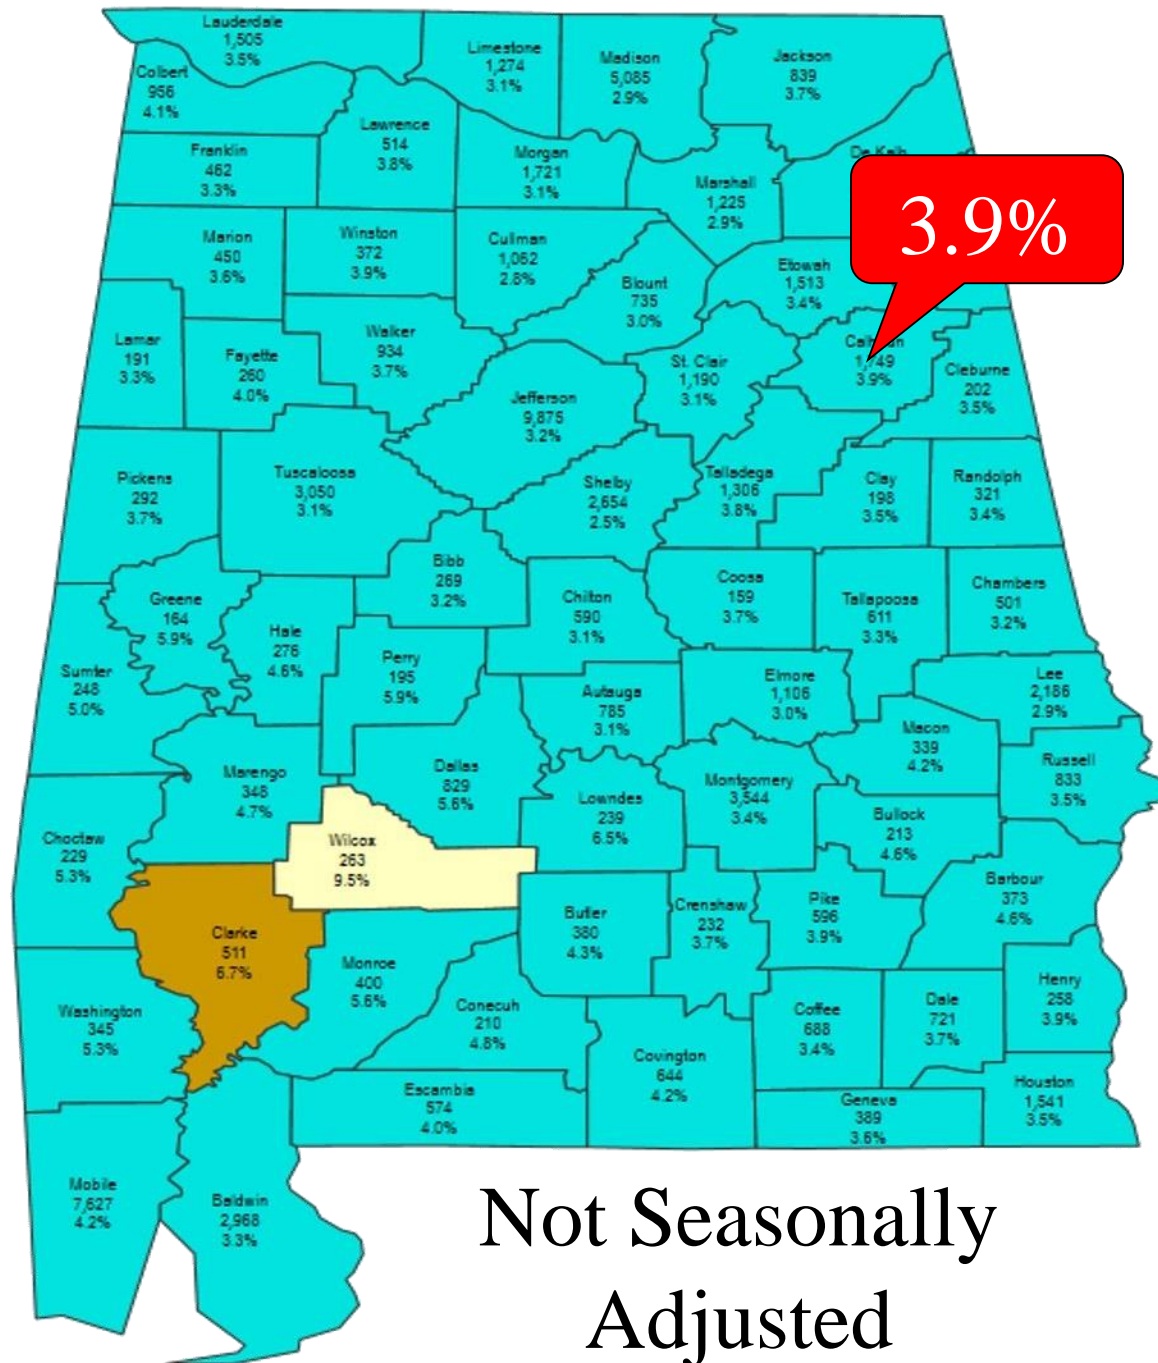 Lauderdale
1,505
3.5%
Limestone
1,274
3.1%
Madison
5,085
2.9%
Jackson
839
3.7%
Colbert
956
4.1%
Lawrence
514
3.8%
Franklin
462
3.3%
Morgan
1,721
3.1%
Marshall
1,225
2.9%
De Kalb
3.9%
Marion
450
3.6%
Winston
372
3.9%
Cullman
1,062
2.8%
Blount
735
3.0%
Etowah
1,513
3.4%
Lamar
191
3.3%
Fayette
260
4.0%
Walker
934
3.7%
Jefferson
9,875
3.2%
St. Clair
1,190
3.1%
Calhoun
1,749
3.9%
Cleburne
202
3.5%
Pickens
292
3.7%
Tuscaloosa
3,050
3.1%
Shelby
2,654
2.5%
Talladega
1,306
3.8%
Clay
198
3.5%
Randolph
321
3.4%
Greene
164
5.9%
Hale
276
4.6%
Bibb
269
3.2%
Chilton
590
3.1%
Coosa
159
3.7%
Tallapoosa
611
3.3%
Chambers
501
3.2%
Sumter
248
5.0%
Perry
195
5.9%
Autauga
785
3.1%
Elmore
1,106
3.0%
Lee
2,186
2.9%
Macon
339
4.2%
Russell
833
3.5%
Marengo
348
4.7%
Dallas
829
5.6%
Lowndes
239
6.5%
Montgomery
3,544
3.4%
Bullock
213
4.6%
Choctaw
229
5.3%
Wilcox
263
9.5%
Barbour
373
4.6%
Clarke
511
6.7%
Butler
380
4.3%
Crenshaw
232
3.7%
Pike
596
3.9%
Monroe
400
5.6%
Conecuh
210
4.8%
Washington
345
5.3%
Coffee
688
3.4%
Dale
721
3.7%
Henry
258
3.9%
Covington
644
4.2%
Escambia
574
4.0%
Geneva
389
3.6%
Houston
1,541
3.5%
Mobile
7,627
4.2%
Baldwin
2,968
3.3%
Not Seasonally
Adjusted